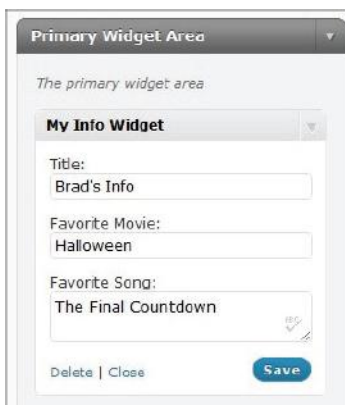 Primary Widget Area
The primary widget area
My Info Widget
Title:
Brad's Info
Favorite Movie:
Halloween
Favorite Song:
The Final Countdown
Delete | Close
Save